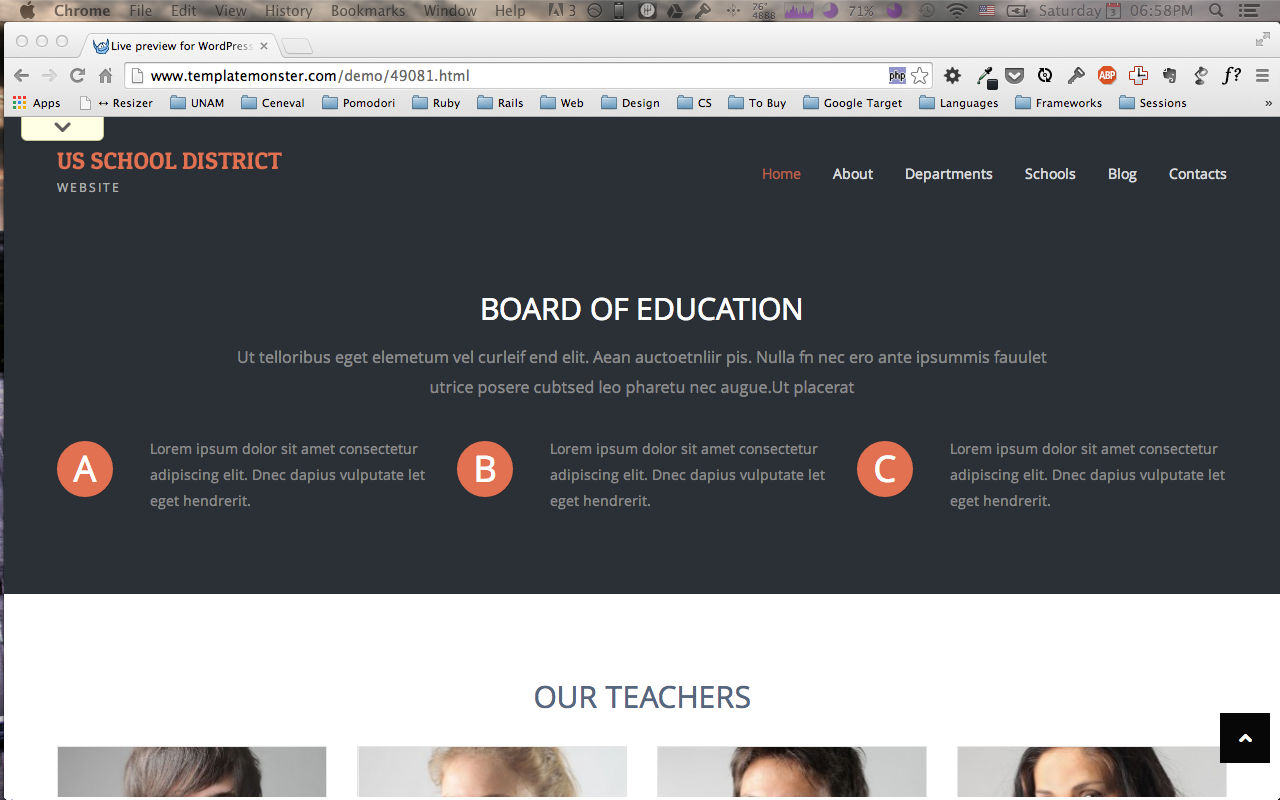 Chrome File Edit View History Bookmarks Window Help 3 76° 4886 71% Saturday 3 06:58PM
Live preview for WordPress
www.templatemonster.com/demo/49081.html php ABP f?
Apps ↔ Resizer UNAM Ceneval Pomodori Ruby Rails Web Design CS To Buy Google Target Languages Frameworks Sessions »
US SCHOOL DISTRICT
WEBSITE
Home About Departments Schools Blog Contacts
BOARD OF EDUCATION
Ut telloribus eget elemetum vel curleif end elit. Aean auctoetnliir pis. Nulla fn nec ero ante ipsummis fauulet
utrice posere cubtsed leo pharetu nec augue.Ut placerat
A
Lorem ipsum dolor sit amet consectetur
adipiscing elit. Dnec dapius vulputate let
eget hendrerit.
B
Lorem ipsum dolor sit amet consectetur
adipiscing elit. Dnec dapius vulputate let
eget hendrerit.
C
Lorem ipsum dolor sit amet consectetur
adipiscing elit. Dnec dapius vulputate let
eget hendrerit.
OUR TEACHERS